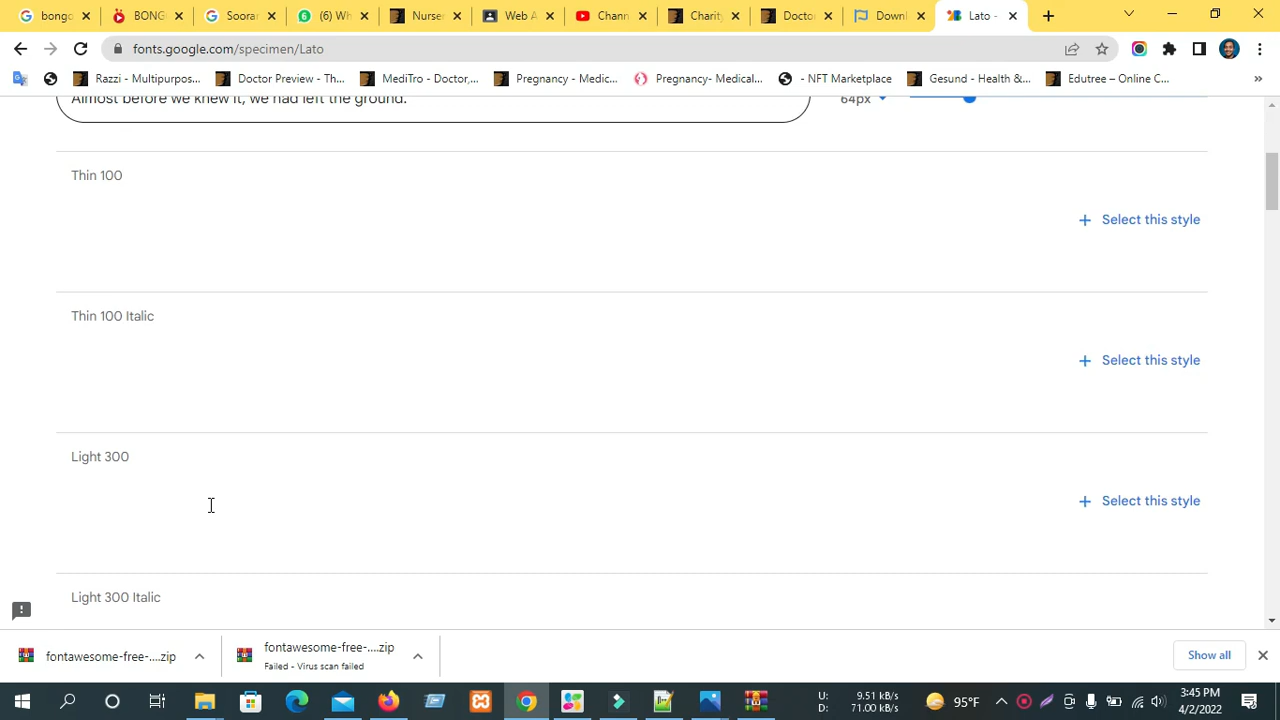 bongo
BONG
Soora
(6) Wh
Nurse
Web A
Chann
Charity
Doctor
Downl
Lato -
fonts.google.com/specimen/Lato
Razzi - Multipurpos...
Doctor Preview - Th...
MediTro - Doctor,...
Pregnancy - Medic...
Pregnancy- Medical...
- NFT Marketplace
Gesund - Health &...
Edutree – Online C...
»
Almost before we knew it, we had left the ground.
64px
Thin 100
+ Select this style
Thin 100 Italic
+ Select this style
Light 300
+ Select this style
Light 300 Italic
fontawesome-free-....zip
fontawesome-free-....zip
Failed - Virus scan failed
Show all
U: 9.51 kB/s
D: 71.00 kB/s
95°F
3:45 PM
4/2/2022